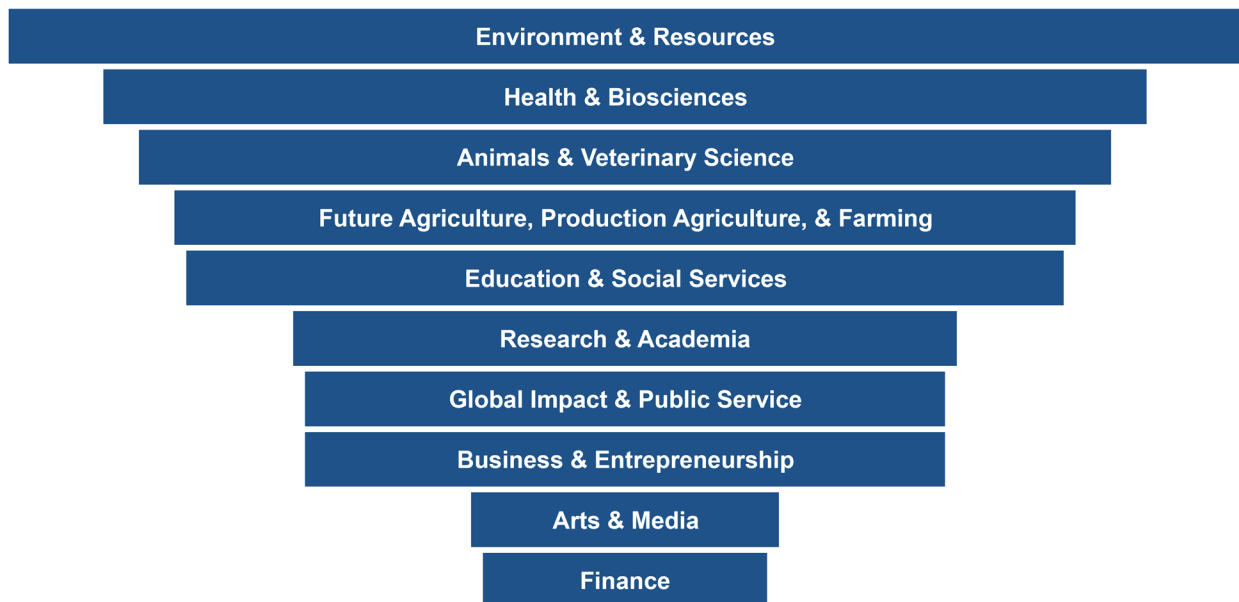 Environment & Resources
Health & Biosciences
Animals & Veterinary Science
Future Agriculture, Production Agriculture, & Farming
Education & Social Services
Research & Academia
Global Impact & Public Service
Business & Entrepreneurship
Arts & Media
Finance